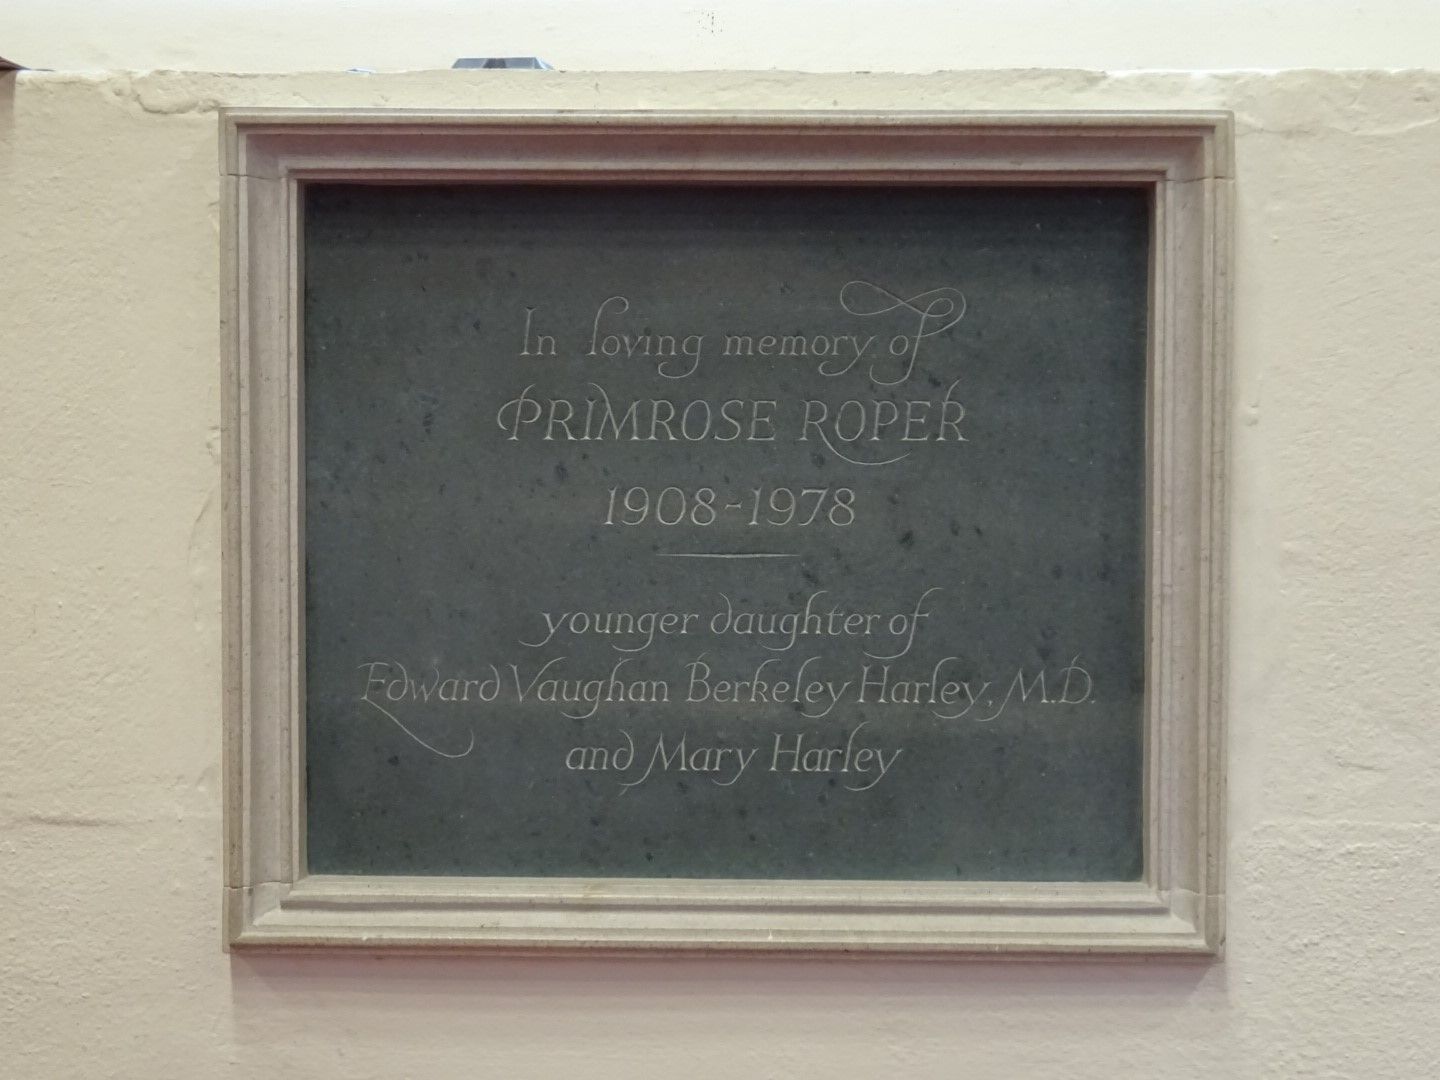 In loving memory of
PRIMROSE ROPER
1908-1978
younger daughter of
Edward Vaughan Berkeley Harley, M.D.
and Mary Harley